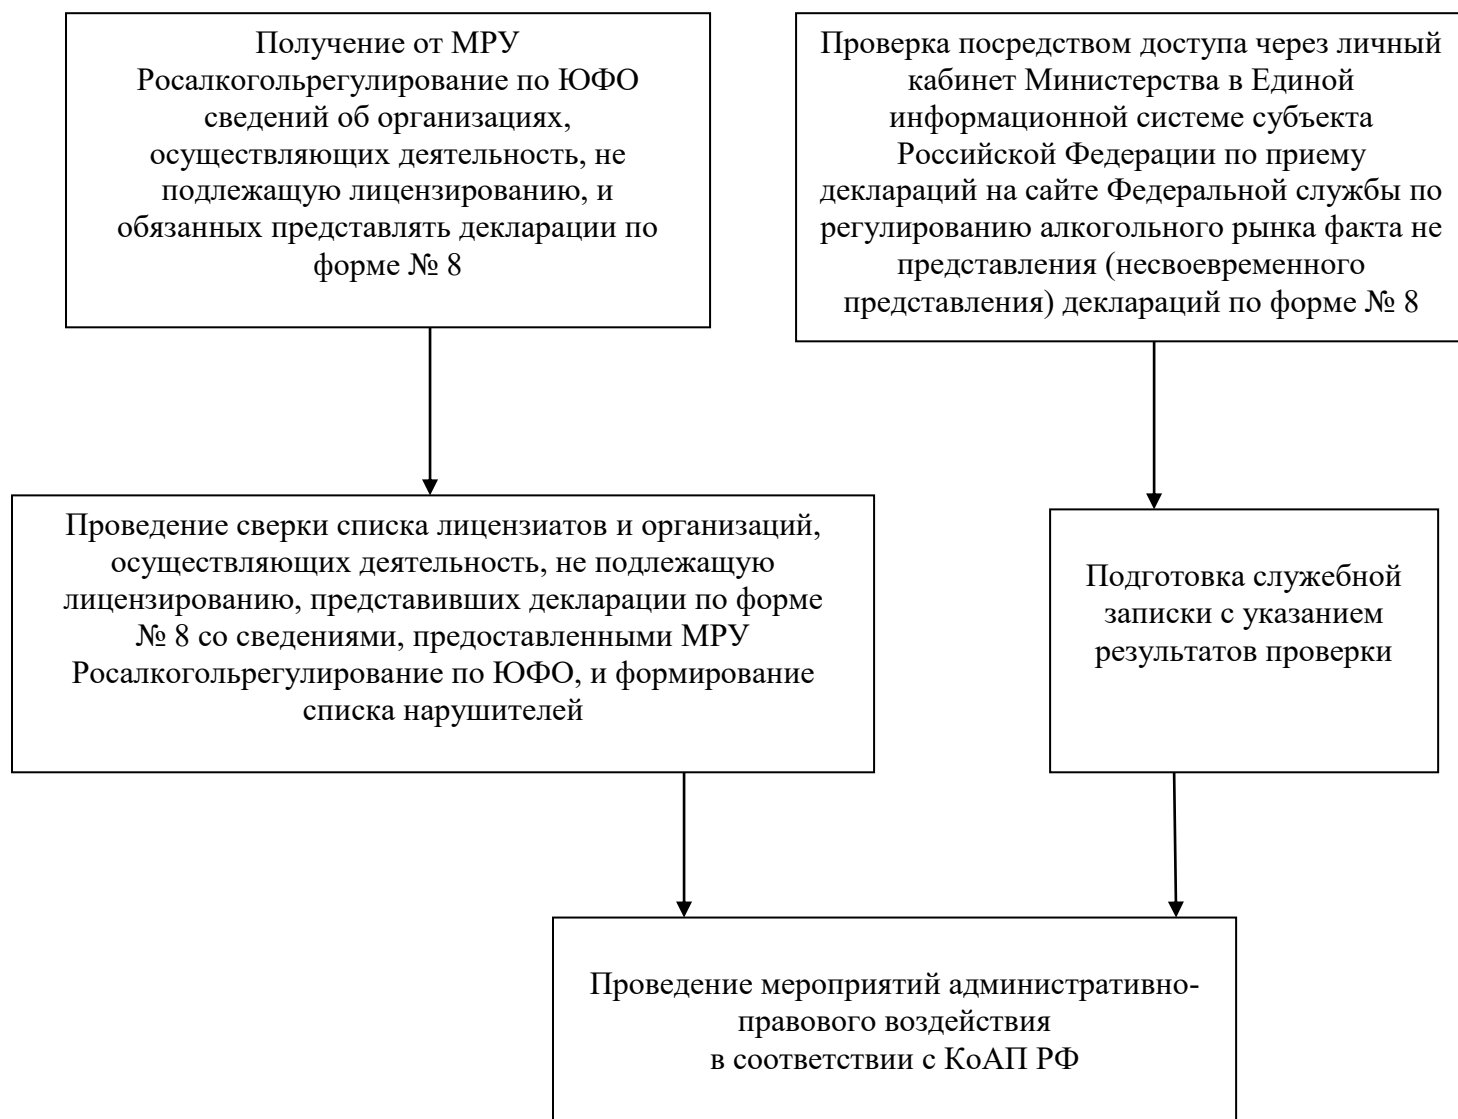 Получение от МРУ
Росалкогольрегулирование по ЮФО
сведений об организациях,
осуществляющих деятельность, не
подлежащую лицензированию, и
обязанных представлять декларации по
форме № 8
Проверка посредством доступа через личный
кабинет Министерства в Единой
информационной системе субъекта
Российской Федерации по приему
деклараций на сайте Федеральной службы по
регулированию алкогольного рынка факта не
представления (несвоевременного
представления) деклараций по форме № 8
Проведение сверки списка лицензиатов и организаций,
осуществляющих деятельность, не подлежащую
лицензированию, представивших декларации по форме
№ 8 со сведениями, предоставленными МРУ
Росалкогольрегулирование по ЮФО, и формирование
списка нарушителей
Подготовка служебной
записки с указанием
результатов проверки
Проведение мероприятий административно-
правового воздействия
в соответствии с КоАП РФ